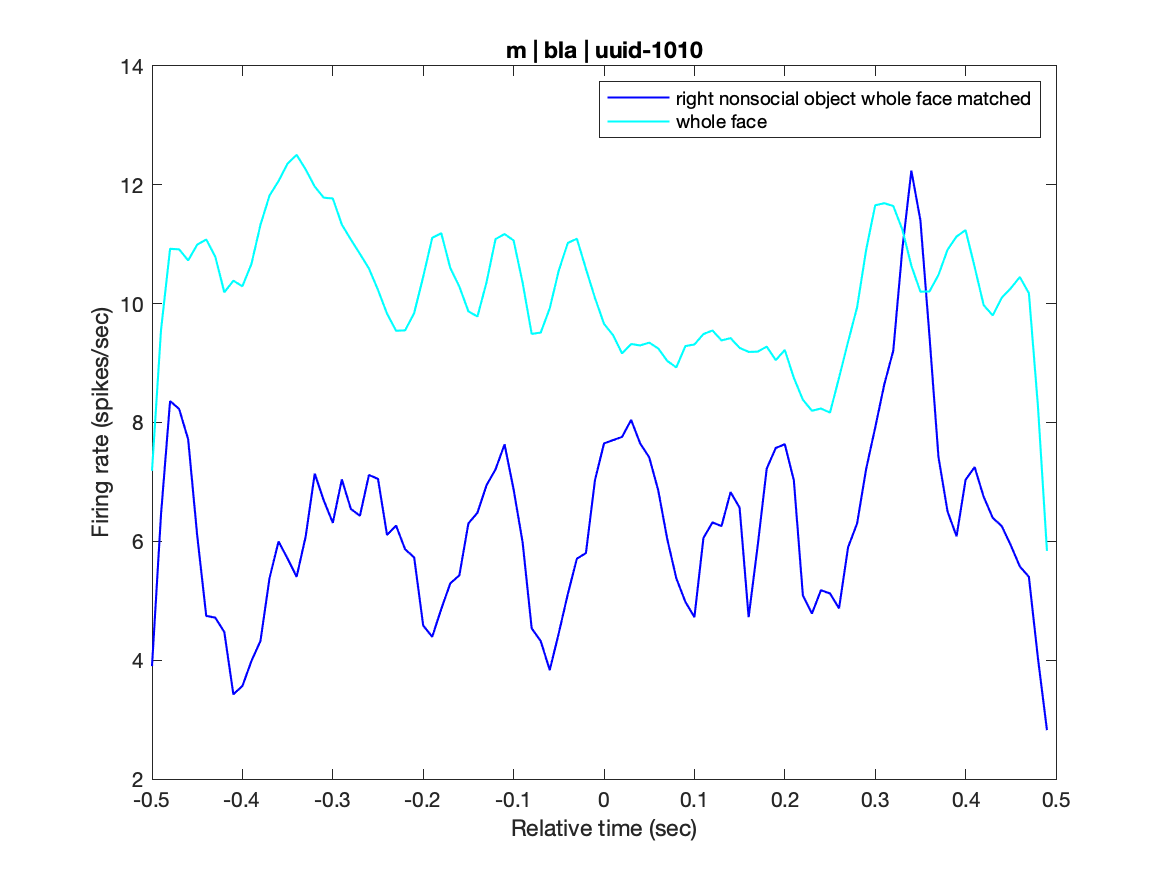 m | bla | uuid-1010
right nonsocial object whole face matched
whole face
14
12
10
8
6
4
2
Firing rate (spikes/sec)
-0.5 -0.4 -0.3 -0.2 -0.1 0 0.1 0.2 0.3 0.4 0.5
Relative time (sec)